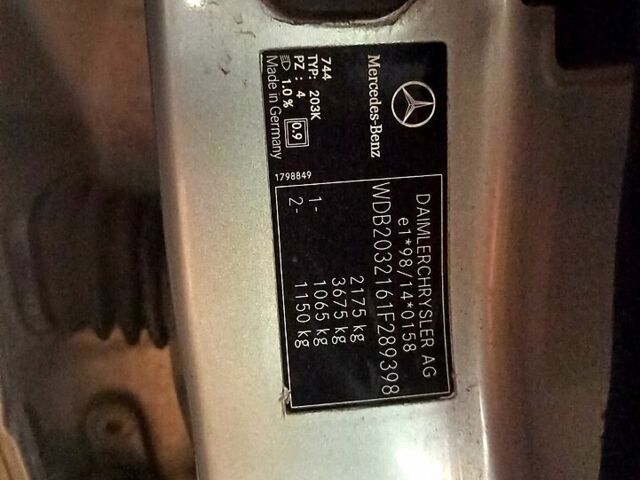 Mercedes-Benz
744
TYP: 203K
PZ : 4
1.0 % 0.9
Made in Germany
1798849
DAIMLERCHRYSLER AG
e1*98/14*0158
WDB2032161F289398
2175 kg
3675 kg
1- 1065 kg
2- 1150 kg